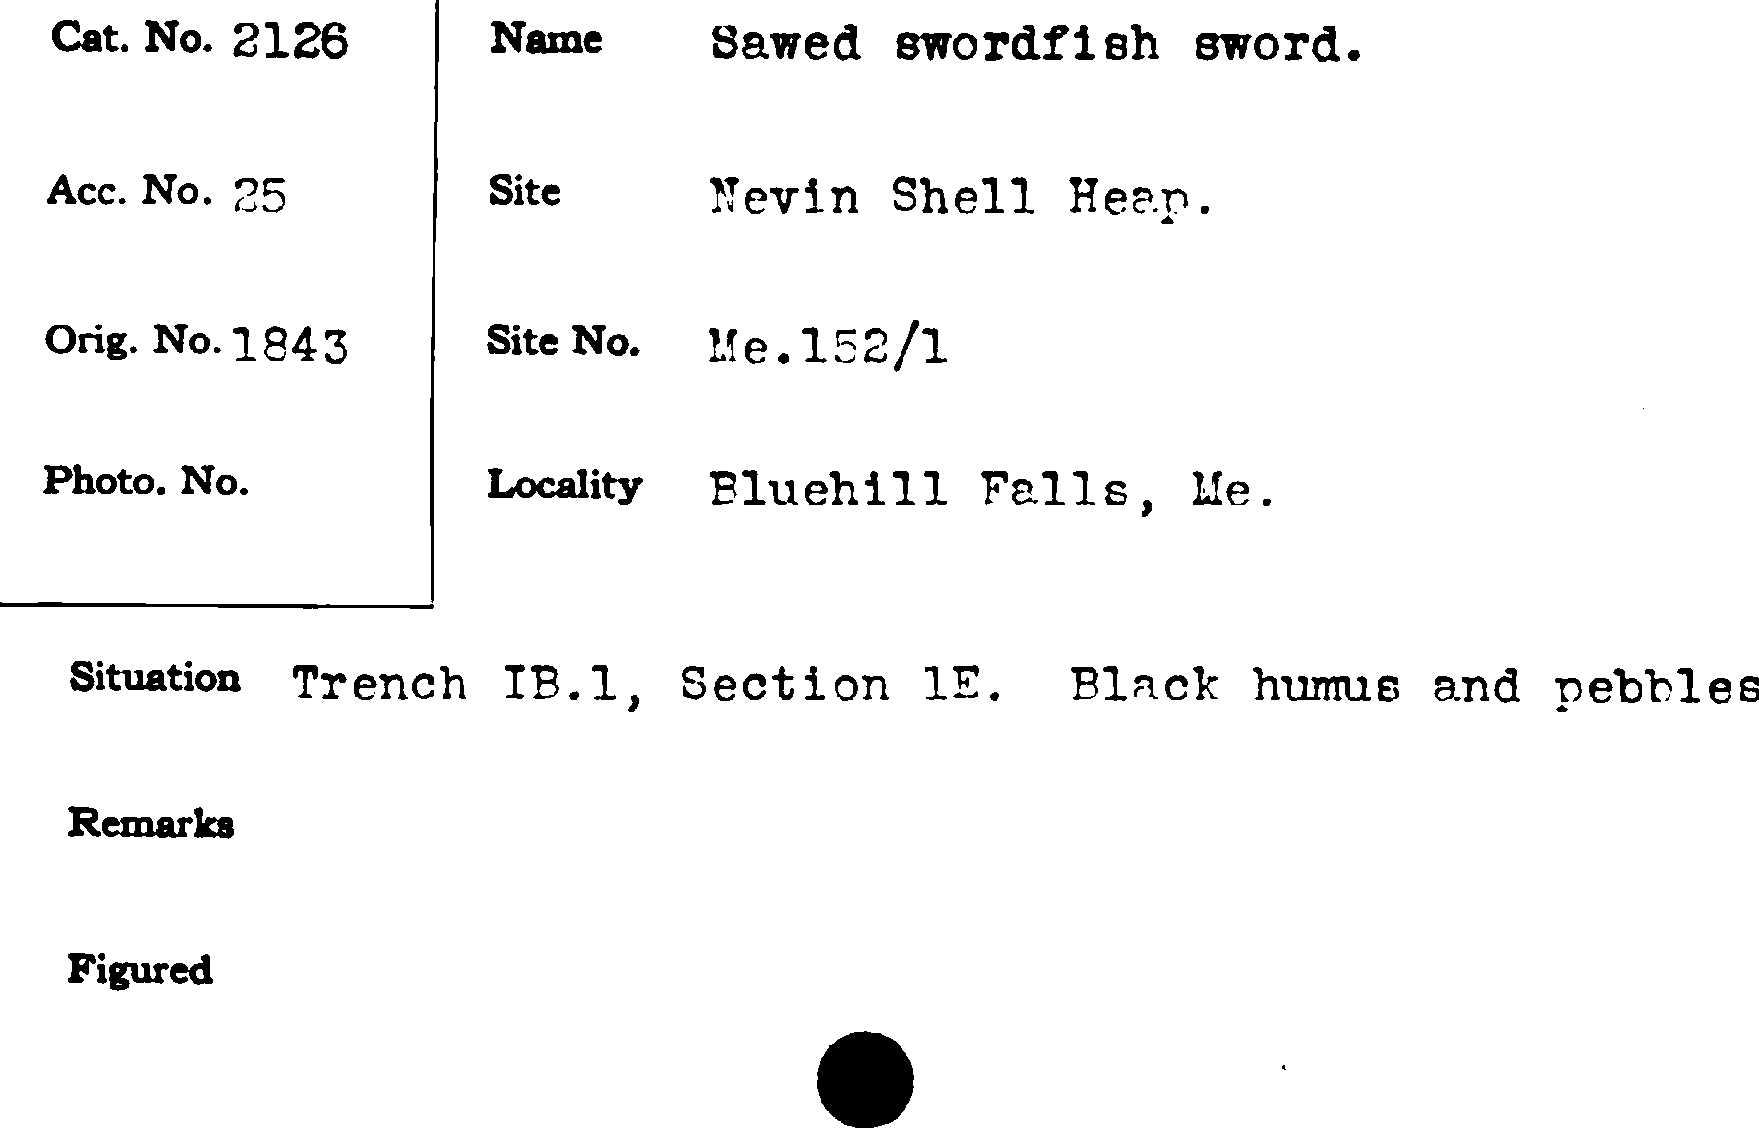 Cat. No. 2126 Name Sawed swordfish sword.
Acc. No. 25 Site Nevin Shell Heap.
Orig. No. 1843 Site No. Me.152/1
Photo. No. Locality Bluehill Falls, Me.
Situation Trench IB.1, Section 1E. Black humus and pebbles
Remarks
Figured